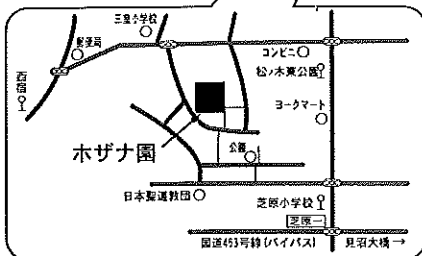 三室小学校
郵便局
コンビニ
松ノ木東公園
西宿
ヨークマート
ホザナ園
公園
日本聖道教団
芝原小学校
芝原一
国道463号線(バイパス) 見沼大橋→